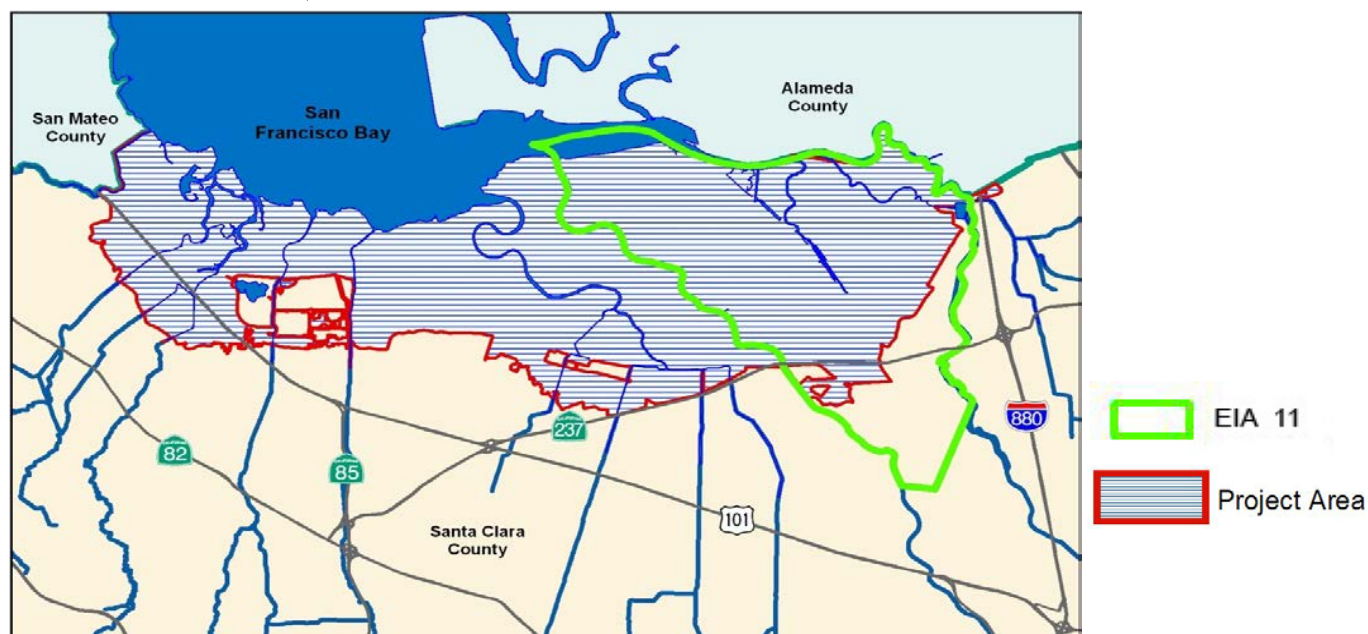 San Mateo
County
San
Francisco Bay
Alameda
County
82
85
237
Santa Clara
County
101
880
EIA 11
Project Area